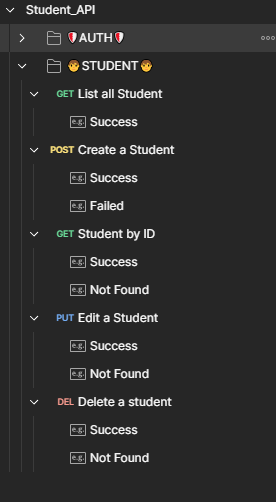 Student_API
AUTH
STUDENT
GET List all Student
e.g. Success
POST Create a Student
e.g. Success
e.g. Failed
GET Student by ID
e.g. Success
e.g. Not Found
PUT Edit a Student
e.g. Success
e.g. Not Found
DEL Delete a student
e.g. Success
e.g. Not Found